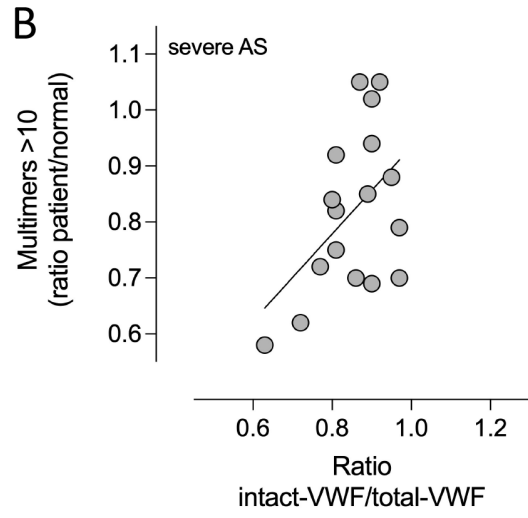 B
severe AS
Multimers >10
(ratio patient/normal)
1.1
1.0
0.9
0.8
0.7
0.6
0.6 0.8 1.0 1.2
Ratio
intact-VWF/total-VWF